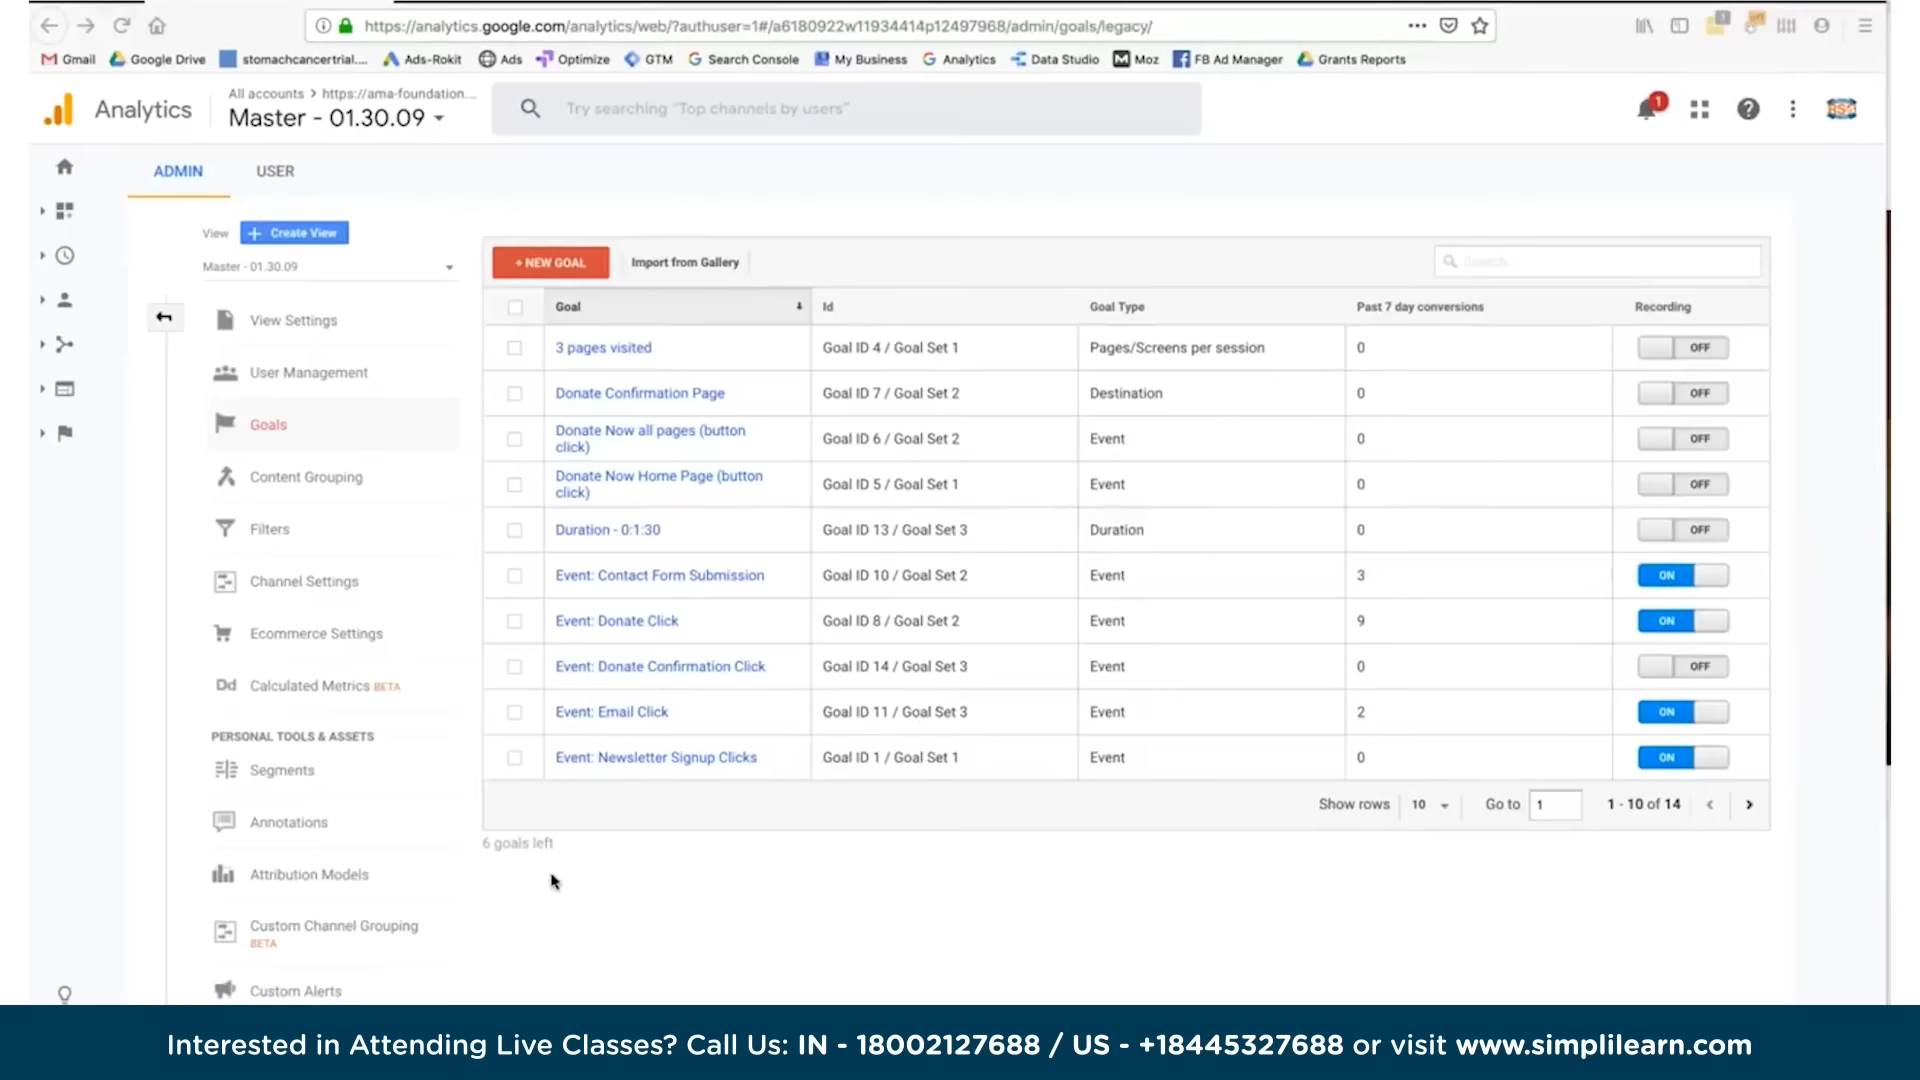 https://analytics.google.com/analytics/web/?authuser=1#/a6180922w11934414p12497968/admin/goals/legacy/
Gmail Google Drive stomachcancertrial.... Ads-Rokit Ads Optimize GTM Search Console My Business Analytics Data Studio Moz FB Ad Manager Grants Reports
Analytics
All accounts > https://ama-foundation....
Master - 01.30.09
Try searching "Top channels by users"
1
ADMIN USER
View + Create View
Master - 01.30.09
View Settings
User Management
Goals
Content Grouping
Filters
Channel Settings
Ecommerce Settings
Dd Calculated Metrics BETA
PERSONAL TOOLS & ASSETS
Segments
Annotations
Attribution Models
Custom Channel Grouping
BETA
Custom Alerts
+ NEW GOAL Import from Gallery Search
Goal Id Goal Type Past 7 day conversions Recording
3 pages visited Goal ID 4 / Goal Set 1 Pages/Screens per session 0 OFF
Donate Confirmation Page Goal ID 7 / Goal Set 2 Destination 0 OFF
Donate Now all pages (button
click) Goal ID 6 / Goal Set 2 Event 0 OFF
Donate Now Home Page (button
click) Goal ID 5 / Goal Set 1 Event 0 OFF
Duration - 0:1:30 Goal ID 13 / Goal Set 3 Duration 0 OFF
Event: Contact Form Submission Goal ID 10 / Goal Set 2 Event 3 ON
Event: Donate Click Goal ID 8 / Goal Set 2 Event 9 ON
Event: Donate Confirmation Click Goal ID 14 / Goal Set 3 Event 0 OFF
Event: Email Click Goal ID 11 / Goal Set 3 Event 2 ON
Event: Newsletter Signup Clicks Goal ID 1 / Goal Set 1 Event 0 ON
Show rows 10 Go to 1 1 - 10 of 14
6 goals left
Interested in Attending Live Classes? Call Us: IN - 18002127688 / US - +18445327688 or visit www.simplilearn.com